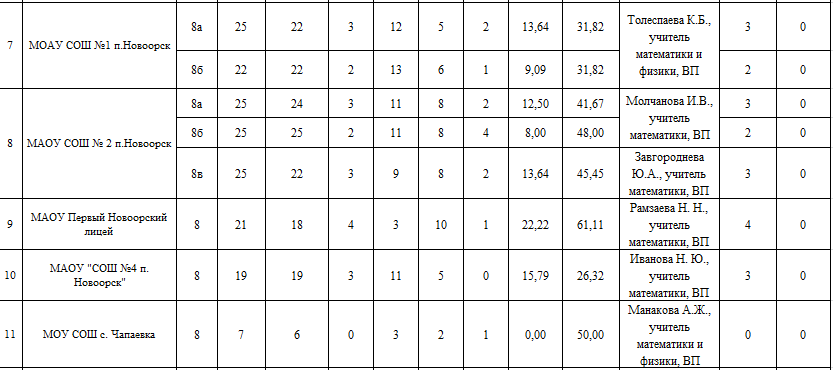 7 МОАУ СОШ №1 п.Новоорск 8а 25 22 3 12 5 2 13,64 31,82 Толеспаева К.Б., учитель математики и физики, ВП 3 0
8б 22 22 2 13 6 1 9,09 31,82 2 0
8 МАОУ СОШ № 2 п.Новоорск 8а 25 24 3 11 8 2 12,50 41,67 Молчанова И.В., учитель математики, ВП 3 0
8б 25 25 2 11 8 4 8,00 48,00 2 0
8в 25 22 3 9 8 2 13,64 45,45 Завгороднева Ю.А., учитель математики, ВП 3 0
9 МАОУ Первый Новоорский лицей 8 21 18 4 3 10 1 22,22 61,11 Рамзаева Н. Н., учитель математики, ВП 4 0
10 МАОУ "СОШ №4 п. Новоорск" 8 19 19 3 11 5 0 15,79 26,32 Иванова Н. Ю., учитель математики, ВП 3 0
11 МОУ СОШ с. Чапаевка 8 7 6 0 3 2 1 0,00 50,00 Манакова А.Ж., учитель математики и физики, ВП 0 0